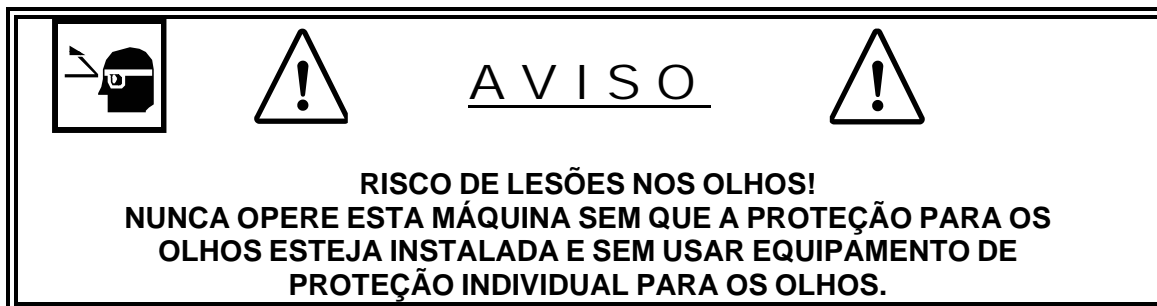 AVISO
RISCO DE LESÕES NOS OLHOS!
NUNCA OPERE ESTA MÁQUINA SEM QUE A PROTEÇÃO PARA OS
OLHOS ESTEJA INSTALADA E SEM USAR EQUIPAMENTO DE
PROTEÇÃO INDIVIDUAL PARA OS OLHOS.